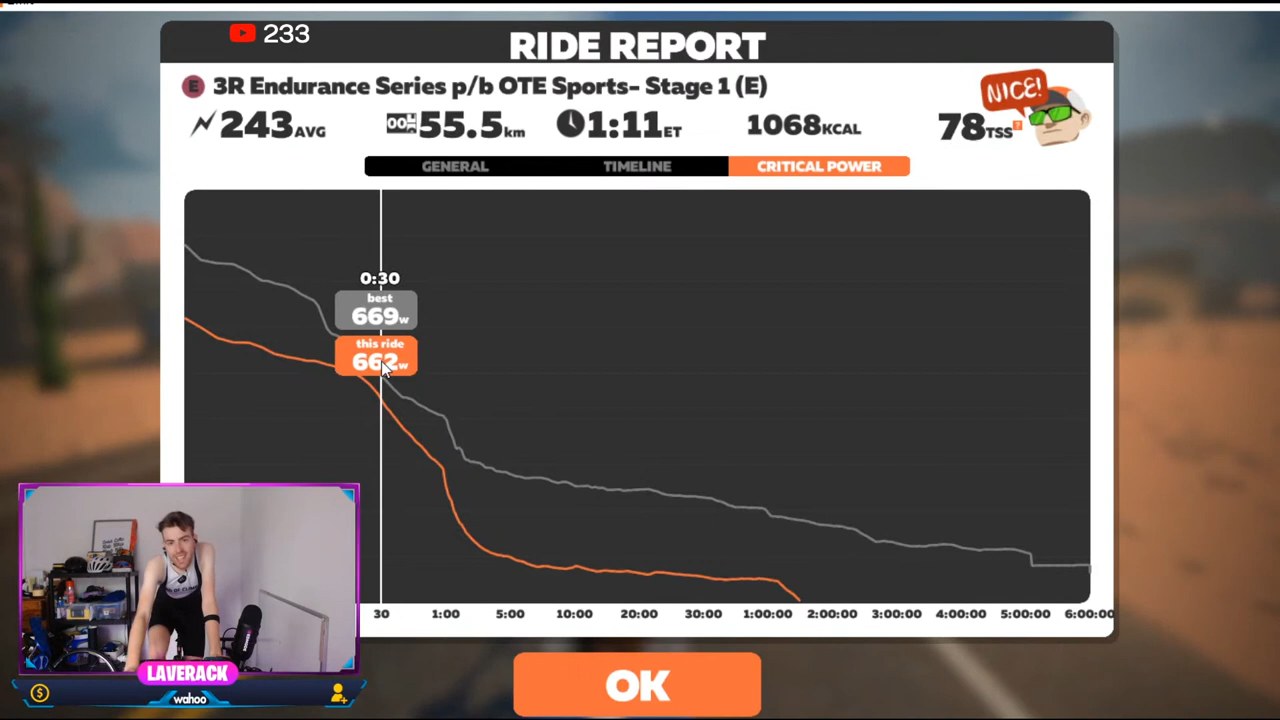 233
RIDE REPORT
E 3R Endurance Series p/b OTE Sports- Stage 1 (E)
NICE!
243AVG 55.5km 1:11ET 1068KCAL 78TSS?
GENERAL TIMELINE CRITICAL POWER
0:30
best
669w
this ride
662w
30 1:00 5:00 10:00 20:00 30:00 1:00:00 2:00:00 3:00:00 4:00:00 5:00:00 6:00:00
LAVERACK
wahoo
OK